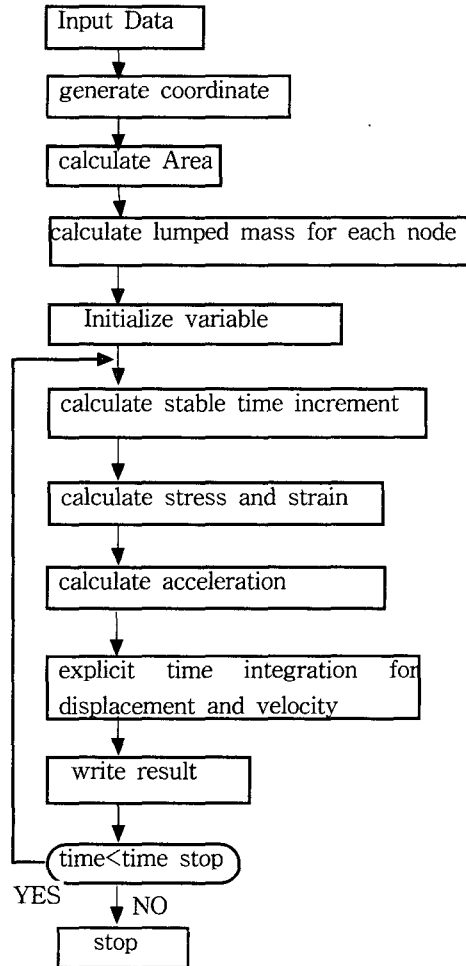 Input Data
generate coordinate
calculate Area
calculate lumped mass for each node
Initialize variable
calculate stable time increment
calculate stress and strain
calculate acceleration
explicit time integration for
displacement and velocity
write result
time<time stop
YES
NO
stop